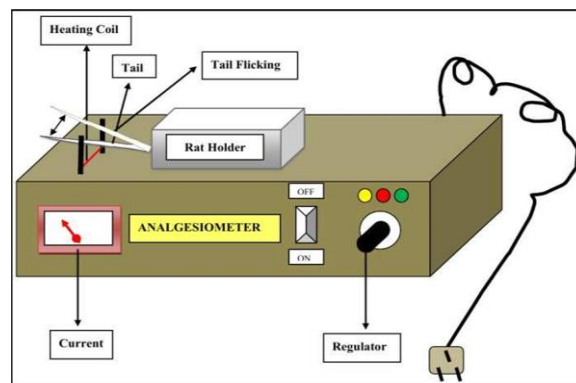 Heating Coil
Tail
Tail Flicking
Rat Holder
OFF
ANALGESIOMETER
ON
Current
Regulator